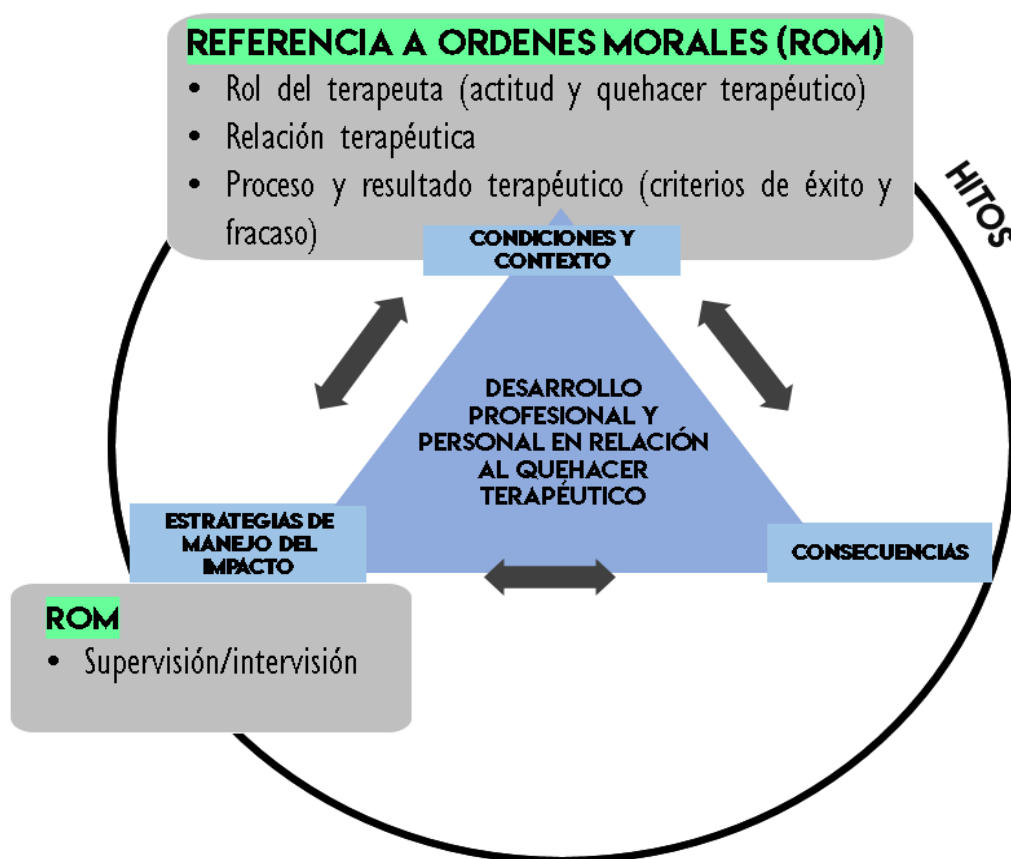 REFERENCIA A ORDENES MORALES (ROM)
• Rol del terapeuta (actitud y quehacer terapéutico)
• Relación terapéutica
• Proceso y resultado terapéutico (criterios de éxito y
fracaso)
HITOS
CONDICIONES Y
CONTEXTO
DESARROLLO
PROFESIONAL Y
PERSONAL EN RELACIÓN
AL QUEHACER
TERAPÉUTICO
ESTRATEGIAS DE
MANEJO DEL
IMPACTO
CONSECUENCIAS
ROM
• Supervisión/intervisión